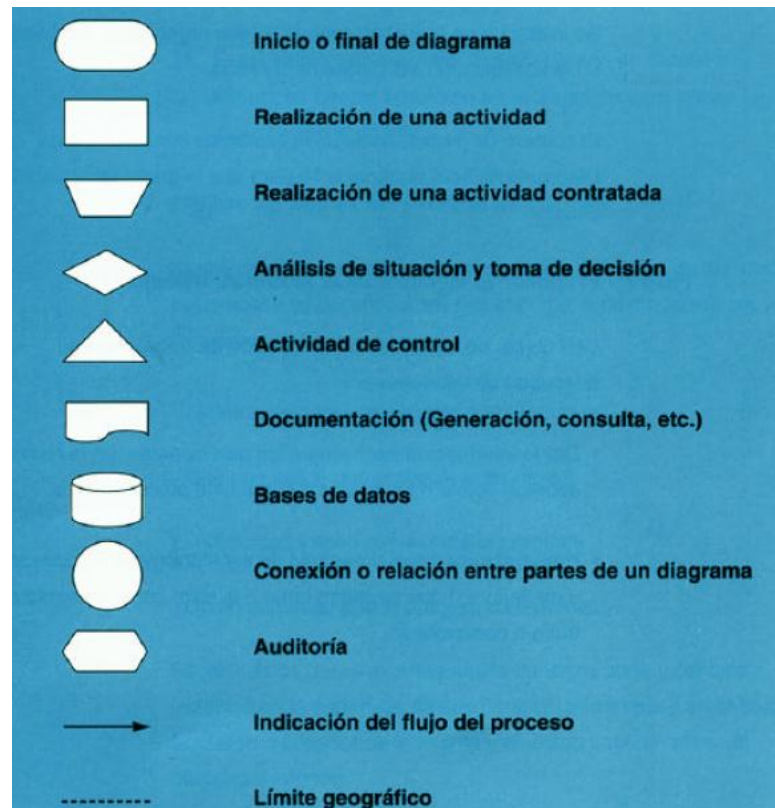 Inicio o final de diagrama
Realización de una actividad
Realización de una actividad contratada
Análisis de situación y toma de decisión
Actividad de control
Documentación (Generación, consulta, etc.)
Bases de datos
Conexión o relación entre partes de un diagrama
Auditoría
Indicación del flujo del proceso
Límite geográfico